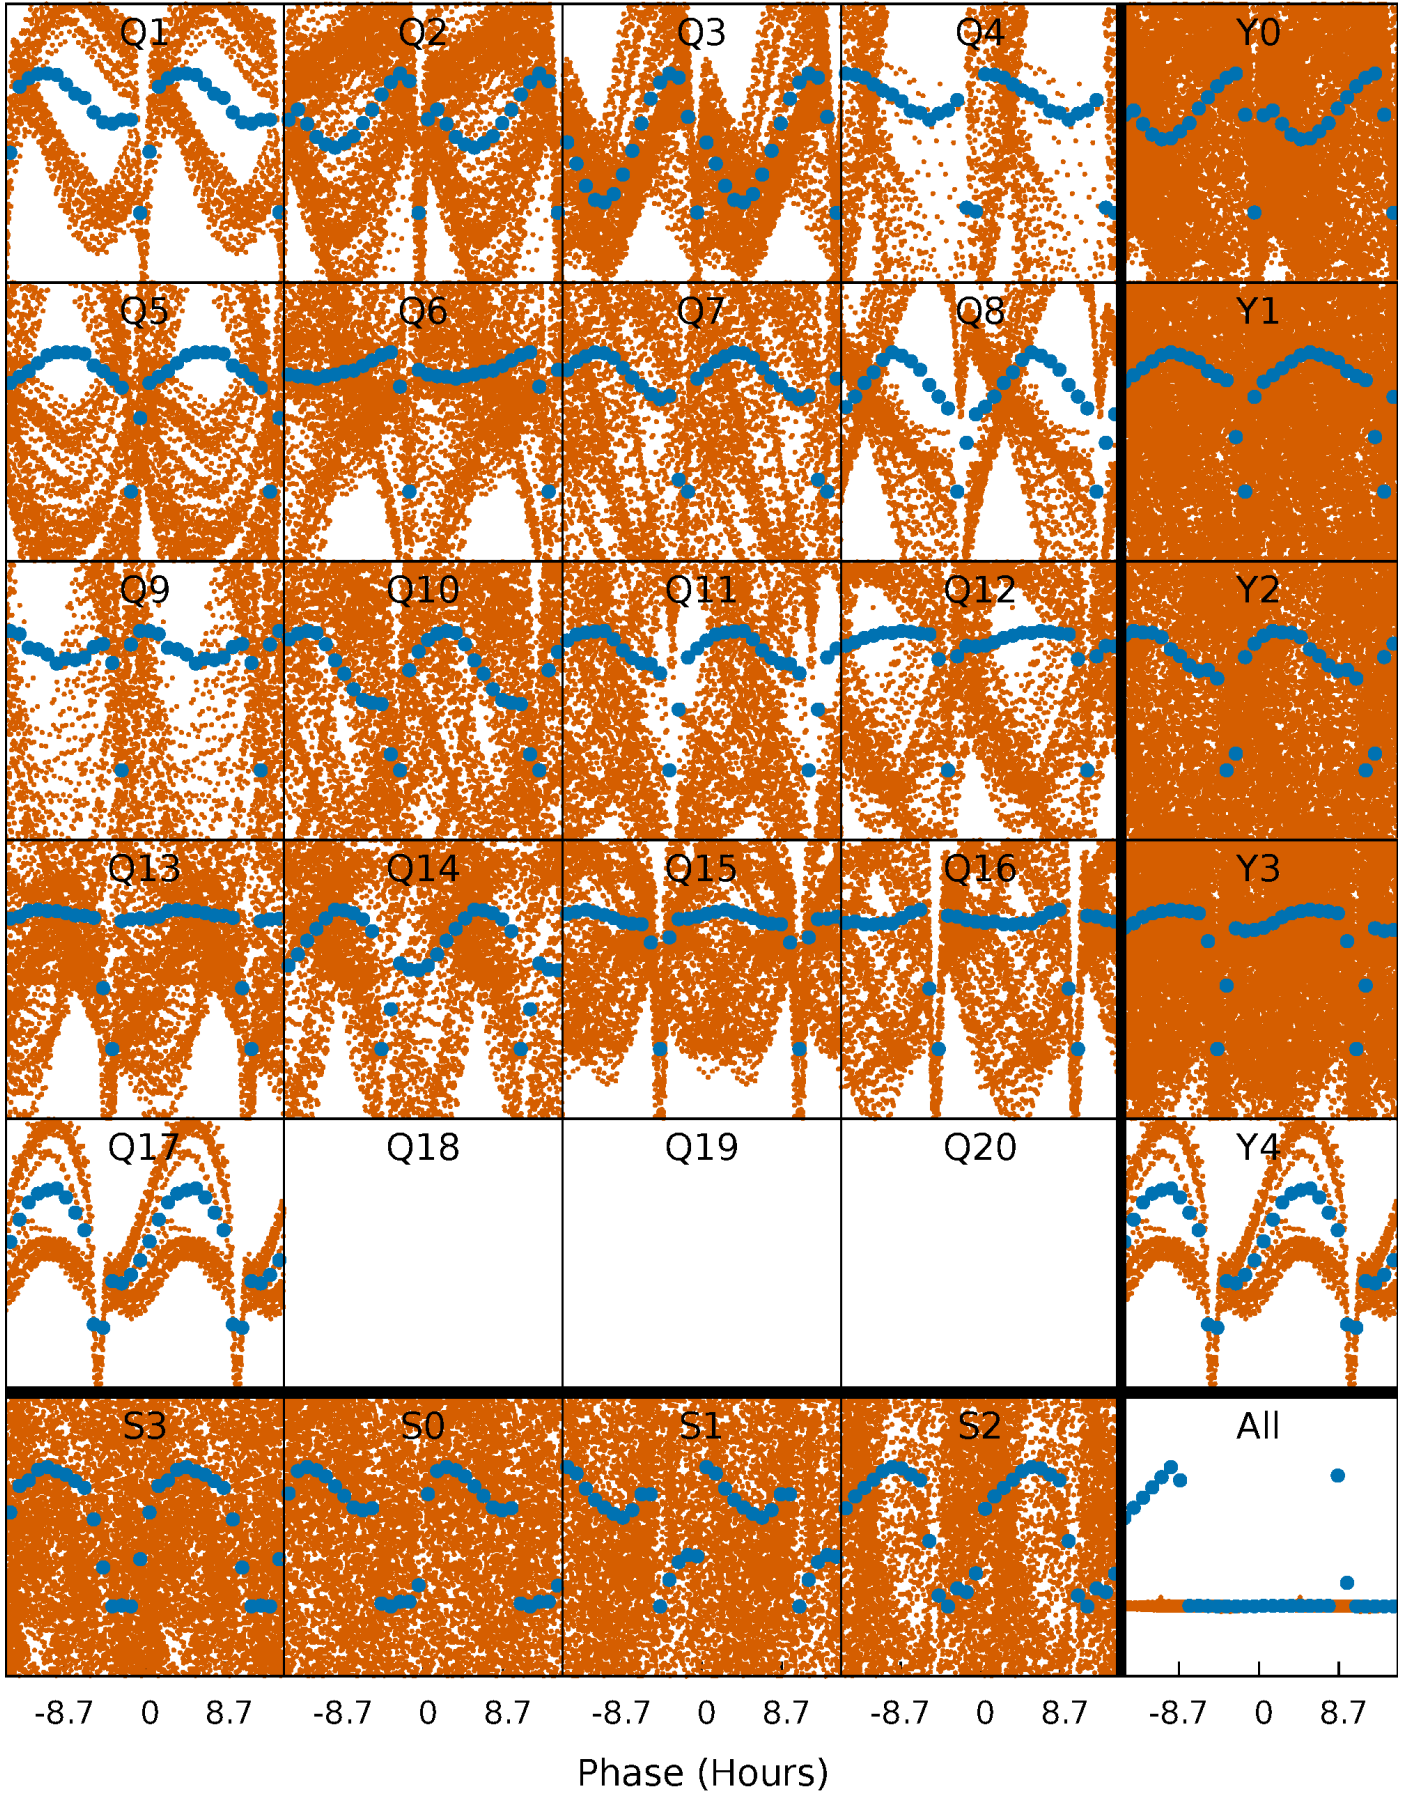 Q1 Q2 Q3 Q4 Y0
Q5 Q6 Q7 Q8 Y1
Q9 Q10 Q11 Q12 Y2
Q13 Q14 Q15 Q16 Y3
Q17 Q18 Q19 Q20 Y4
S3 S0 S1 S2 All
-8.7 0 8.7 -8.7 0 8.7 -8.7 0 8.7 -8.7 0 8.7 -8.7 0 8.7
Phase (Hours)